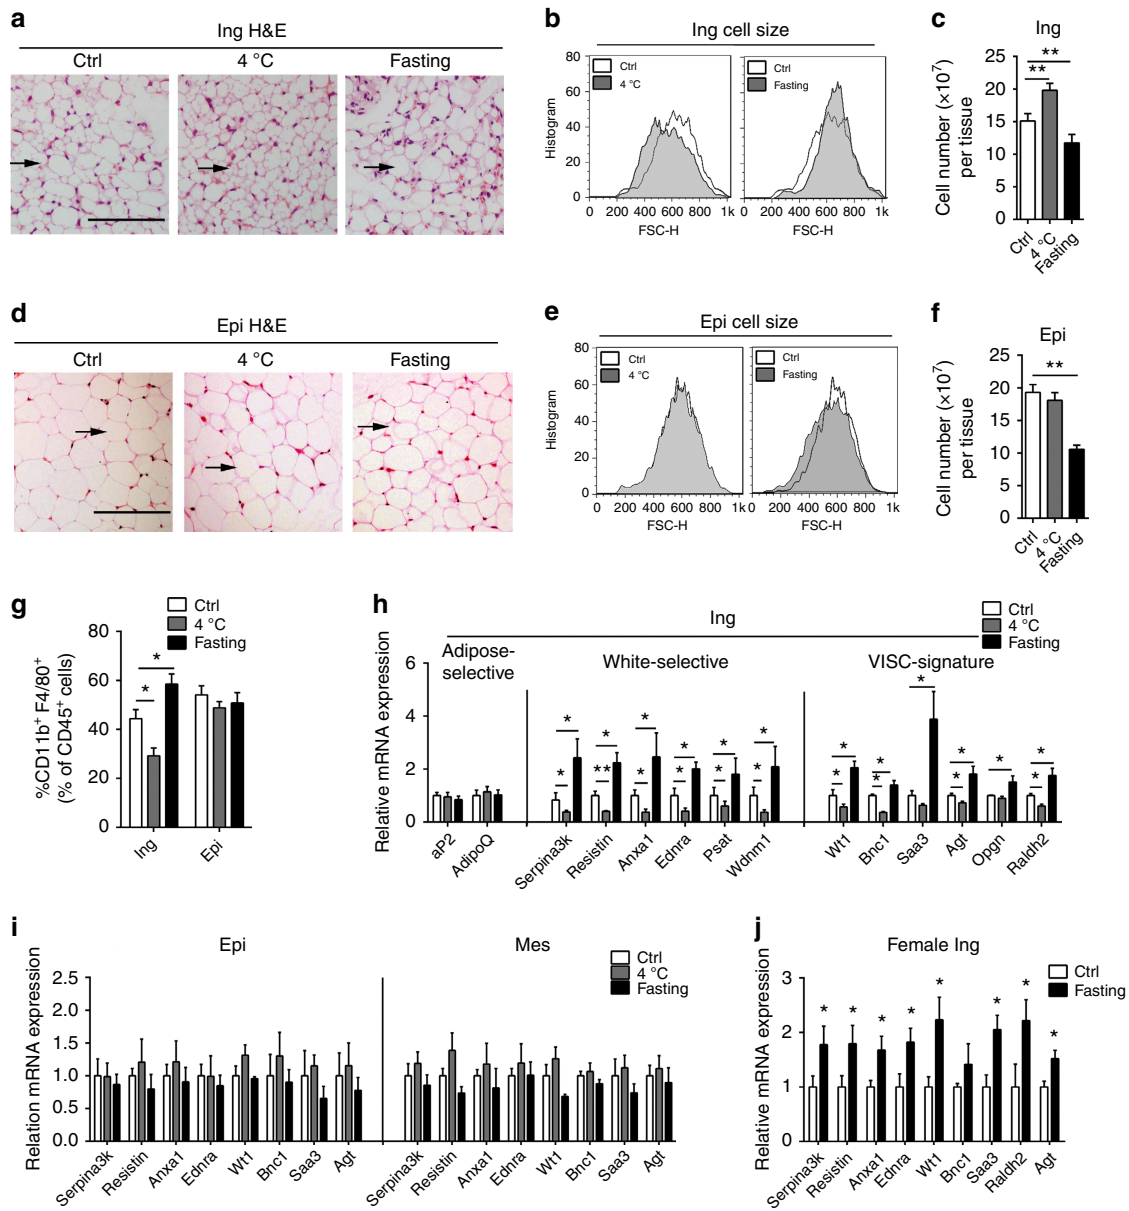 a
Ing H&E
Ctrl
4 °C
Fasting
b
Ing cell size
80
60
40
20
0
Histogram
Ctrl
4 °C
0 200 400 600 800 1k
FSC-H
Ctrl
Fasting
0 200 400 600 800 1k
FSC-H
c
Ing
Cell number (×10⁷)
per tissue
25
20
15
10
5
0
**
**
Ctrl
4 °C
Fasting
d
Epi H&E
Ctrl
4 °C
Fasting
e
Epi cell size
80
60
40
20
0
Histogram
Ctrl
4 °C
0 200 400 600 800 1k
FSC-H
Ctrl
Fasting
0 200 400 600 800 1k
FSC-H
f
Epi
Cell number (×10⁷)
per tissue
25
20
15
10
5
0
**
Ctrl
4 °C
Fasting
g
Ctrl
4 °C
Fasting
%CD11b⁺ F4/80⁺
(% of CD45⁺ cells)
80
60
40
20
0
*
*
Ing
Epi
h
Ing
Ctrl
4 °C
Fasting
Adipose-
selective
White-selective
VISC-signature
Relative mRNA expression
6
4
2
0
* * * * * * * * *
* ** * * * * * * * *
aP2
AdipoQ
Serpina3k
Resistin
Anxa1
Ednra
Psat
Wdnm1
Wt1
Bnc1
Saa3
Agt
Opgn
Raldh2
i
Epi
Mes
Ctrl
4 °C
Fasting
Relation mRNA expression
2.5
2.0
1.5
1.0
0.5
0.0
Serpina3k
Resistin
Anxa1
Ednra
Wt1
Bnc1
Saa3
Agt
Serpina3k
Resistin
Anxa1
Ednra
Wt1
Bnc1
Saa3
Agt
j
Female Ing
Ctrl
Fasting
Relative mRNA expression
3
2
1
0
* * * * * * * *
Serpina3k
Resistin
Anxa1
Ednra
Wt1
Bnc1
Saa3
Raldh2
Agt